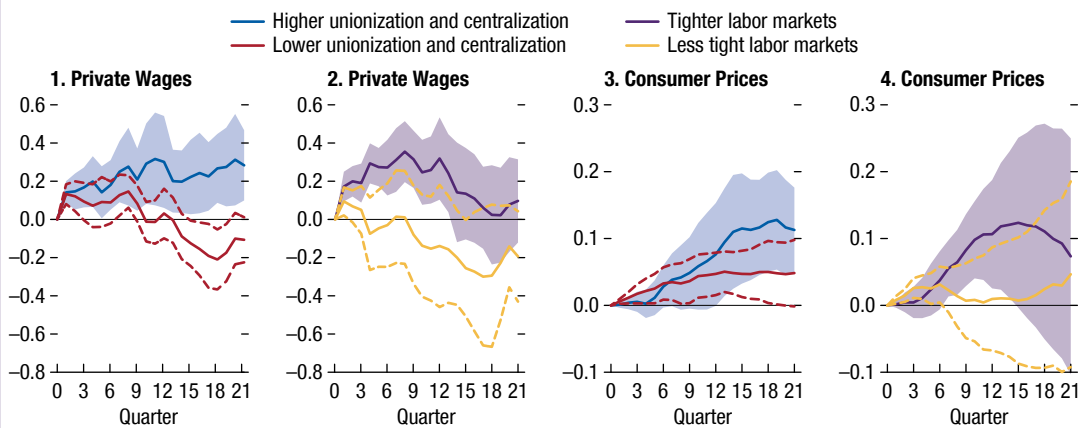 Higher unionization and centralization
Lower unionization and centralization
Tighter labor markets
Less tight labor markets
1. Private Wages
2. Private Wages
3. Consumer Prices
4. Consumer Prices
0.6
0.4
0.2
0.0
–0.2
–0.4
–0.6
–0.8
0 3 6 9 12 15 18 21
Quarter
0.6
0.4
0.2
0.0
–0.2
–0.4
–0.6
–0.8
0 3 6 9 12 15 18 21
Quarter
0.3
0.2
0.1
0.0
–0.1
0 3 6 9 12 15 18 21
Quarter
0.3
0.2
0.1
0.0
–0.1
0 3 6 9 12 15 18 21
Quarter